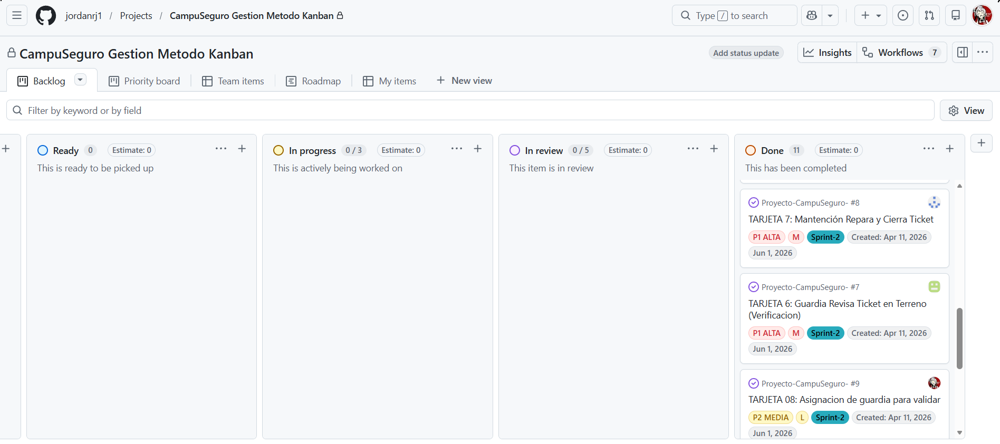 jordanrj1 / Projects / CampuSeguro Gestion Metodo Kanban
Type / to search
CampuSeguro Gestion Metodo Kanban
Add status update
Insights
Workflows 7
Backlog
Priority board
Team items
Roadmap
My items
New view
Filter by keyword or by field
View
Ready 0 Estimate: 0
This is ready to be picked up
In progress 0 / 3 Estimate: 0
This is actively being worked on
In review 0 / 5 Estimate: 0
This item is in review
Done 11 Estimate: 0
This has been completed
Proyecto-CampuSeguro- #8
TARJETA 7: Mantención Repara y Cierra Ticket
P1 ALTA M Sprint-2 Created: Apr 11, 2026
Jun 1, 2026
Proyecto-CampuSeguro- #7
TARJETA 6: Guardia Revisa Ticket en Terreno
(Verificacion)
P1 ALTA M Sprint-2 Created: Apr 11, 2026
Jun 1, 2026
Proyecto-CampuSeguro- #9
TARJETA 08: Asignacion de guardia para validar
P2 MEDIA L Sprint-2 Created: Apr 11, 2026
Jun 1, 2026